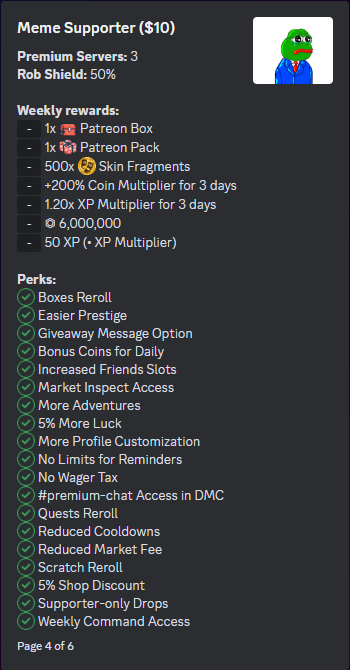 Meme Supporter ($10)
Premium Servers: 3
Rob Shield: 50%
Weekly rewards:
- 1x Patreon Box
- 1x Patreon Pack
- 500x Skin Fragments
- +200% Coin Multiplier for 3 days
- 1.20x XP Multiplier for 3 days
- ⏣ 6,000,000
- 50 XP (• XP Multiplier)
Perks:
Boxes Reroll
Easier Prestige
Giveaway Message Option
Bonus Coins for Daily
Increased Friends Slots
Market Inspect Access
More Adventures
5% More Luck
More Profile Customization
No Limits for Reminders
No Wager Tax
#premium-chat Access in DMC
Quests Reroll
Reduced Cooldowns
Reduced Market Fee
Scratch Reroll
5% Shop Discount
Supporter-only Drops
Weekly Command Access
Page 4 of 6